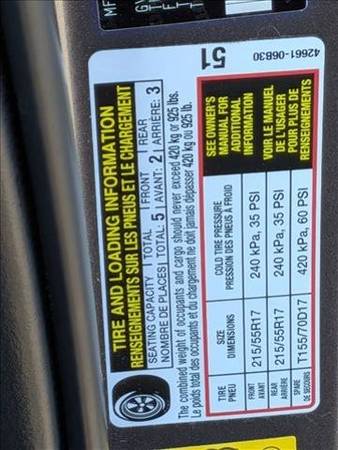 MF
GV
TIRE AND LOADING INFORMATION
RENSEIGNEMENTS SUR LES PNEUS ET LE CHARGEMENT
SEATING CAPACITY | TOTAL | FRONT | REAR
NOMBRE DE PLACES | TOTAL: 5 | AVANT: 2 | ARRIÈRE: 3
The combined weight of occupants and cargo should never exceed 420 kg or 925 lbs.
Le poids total des occupants et du chargement ne doit jamais dépasser 420 kg ou 925 lb.
TIRE SIZE COLD TIRE PRESSURE
PNEU DIMENSIONS PRESSION DES PNEUS À FROID
FRONT
AVANT 215/55R17 240 kPa, 35 PSI
REAR
ARRIÈRE 215/55R17 240 kPa, 35 PSI
SPARE
DE SECOURS T155/70D17 420 kPa, 60 PSI
SEE OWNER'S
MANUAL FOR
ADDITIONAL
INFORMATION
VOIR LE MANUEL
DE L'USAGER
POUR PLUS DE
RENSEIGNEMENTS
51
42661-06B30